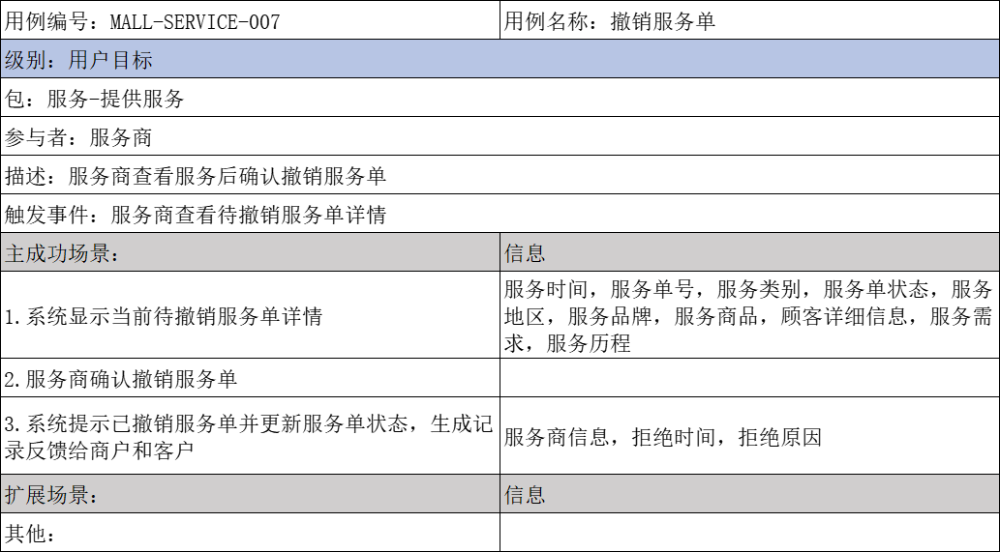 用例编号：MALL-SERVICE-007
用例名称：撤销服务单
级别：用户目标
包：服务-提供服务
参与者：服务商
描述：服务商查看服务后确认撤销服务单
触发事件：服务商查看待撤销服务单详情
主成功场景：
信息
1.系统显示当前待撤销服务单详情
服务时间，服务单号，服务类别，服务单状态，服务
地区，服务品牌，服务商品，顾客详细信息，服务需
求，服务历程
2.服务商确认撤销服务单
3.系统提示已撤销服务单并更新服务单状态，生成记
录反馈给商户和客户
服务商信息，拒绝时间，拒绝原因
扩展场景：
信息
其他：